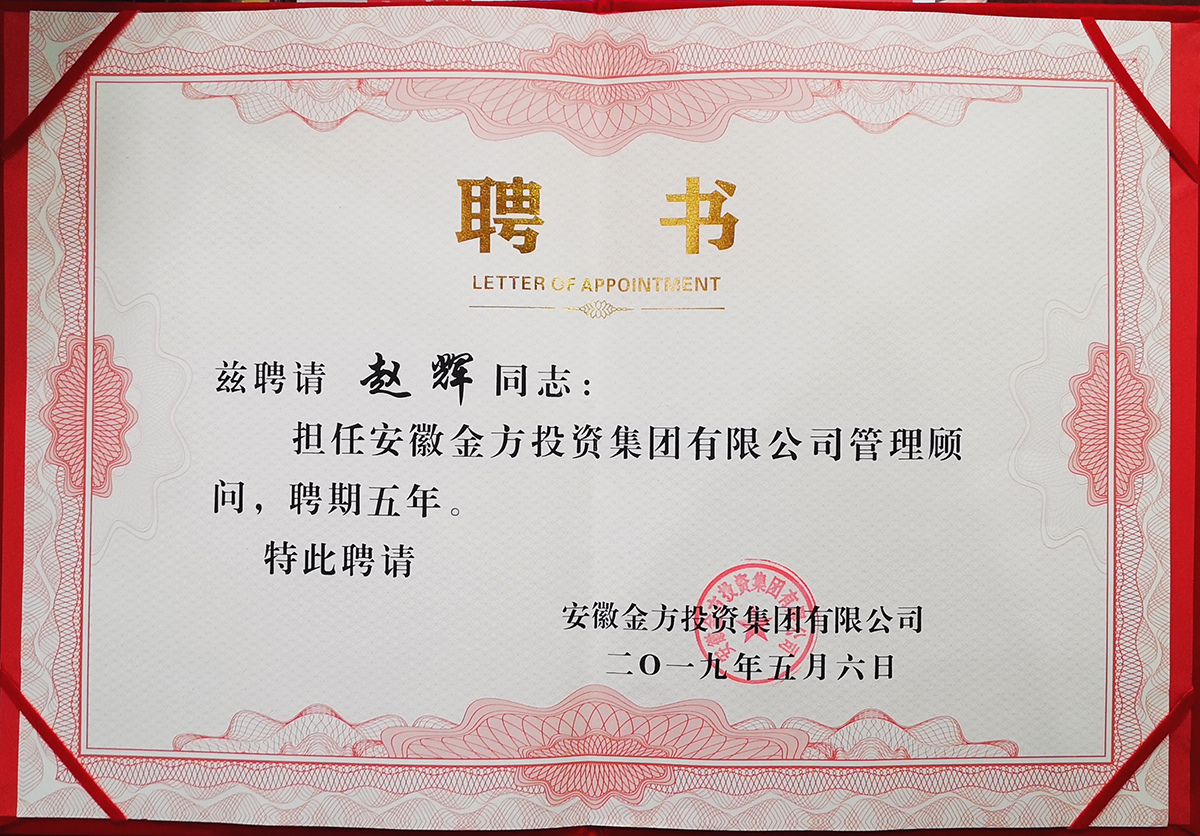 聘 书
LETTER OF APPOINTMENT
兹聘请 赵辉 同志：
担任安徽金方投资集团有限公司管理顾
问，聘期五年。
特此聘请
安徽金方投资集团有限公司
二O一九年五月六日